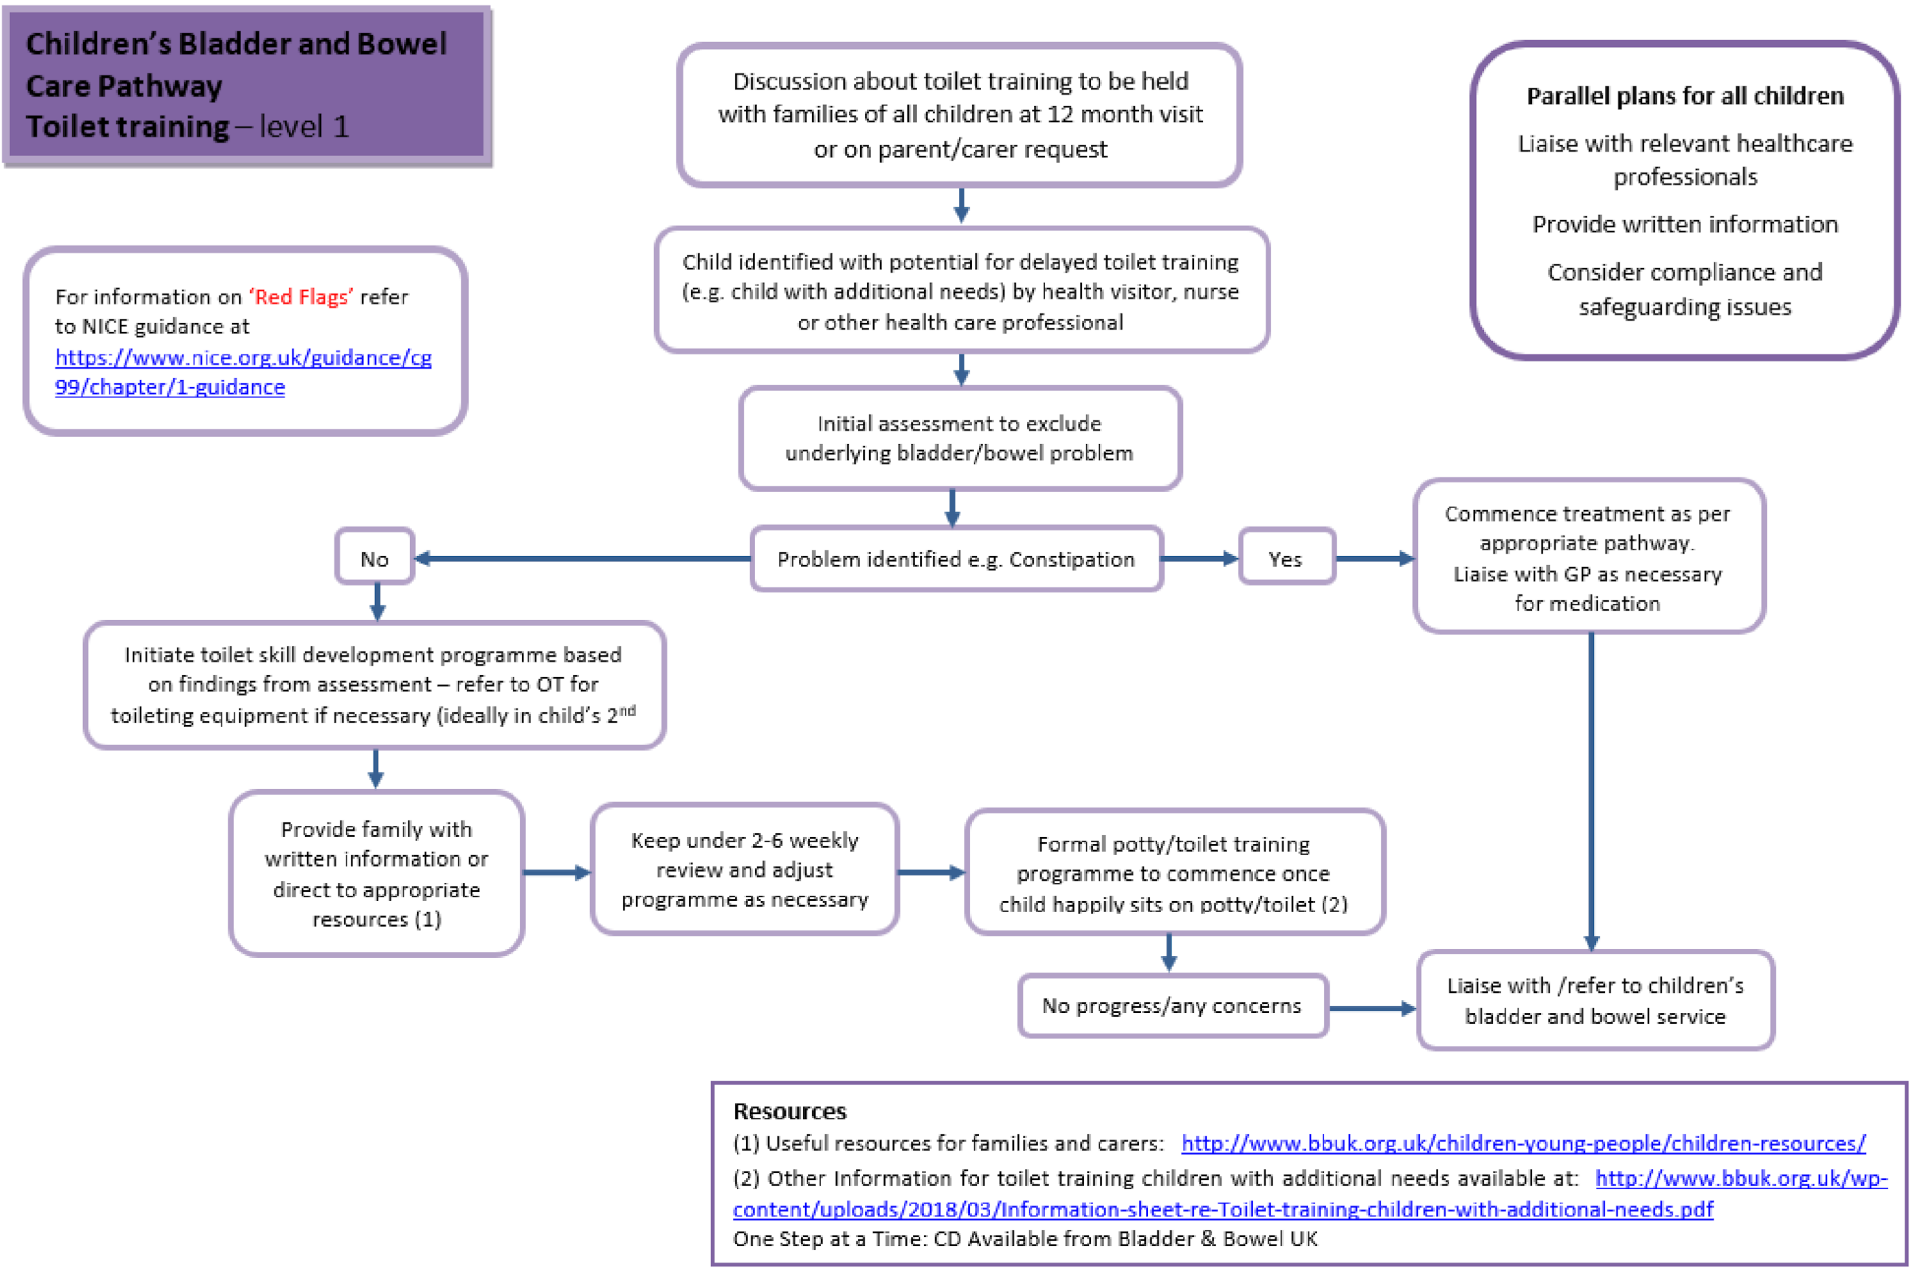 Children’s Bladder and Bowel
Care Pathway
Toilet training – level 1
Discussion about toilet training to be held
with families of all children at 12 month visit
or on parent/carer request
Parallel plans for all children
Liaise with relevant healthcare
professionals
Provide written information
Consider compliance and
safeguarding issues
For information on ‘Red Flags’ refer
to NICE guidance at
https://www.nice.org.uk/guidance/cg
99/chapter/1-guidance
Child identified with potential for delayed toilet training
(e.g. child with additional needs) by health visitor, nurse
or other health care professional
Initial assessment to exclude
underlying bladder/bowel problem
No
Problem identified e.g. Constipation
Yes
Commence treatment as per
appropriate pathway.
Liaise with GP as necessary
for medication
Initiate toilet skill development programme based
on findings from assessment – refer to OT for
toileting equipment if necessary (ideally in child’s 2nd
Provide family with
written information or
direct to appropriate
resources (1)
Keep under 2-6 weekly
review and adjust
programme as necessary
Formal potty/toilet training
programme to commence once
child happily sits on potty/toilet (2)
No progress/any concerns
Liaise with /refer to children’s
bladder and bowel service
Resources
(1) Useful resources for families and carers: http://www.bbuk.org.uk/children-young-people/children-resources/
(2) Other Information for toilet training children with additional needs available at: http://www.bbuk.org.uk/wp-
content/uploads/2018/03/Information-sheet-re-Toilet-training-children-with-additional-needs.pdf
One Step at a Time: CD Available from Bladder & Bowel UK